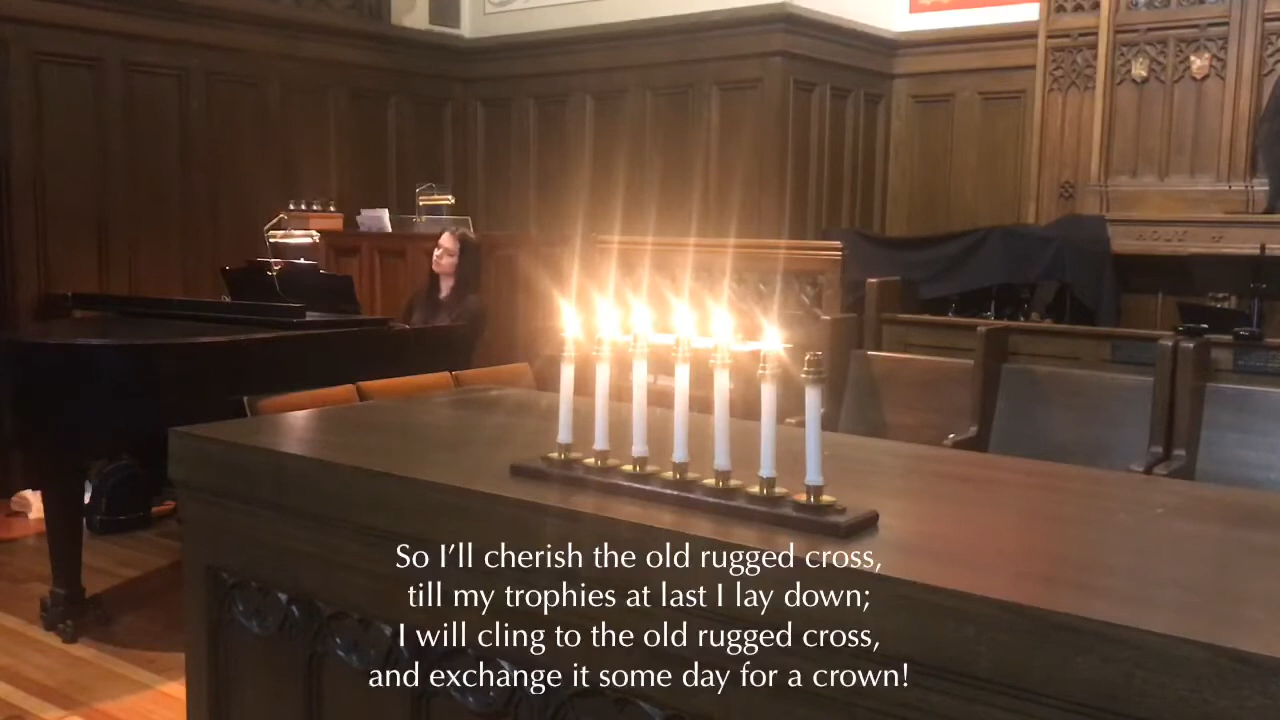 So I'll cherish the old rugged cross,
till my trophies at last I lay down;
I will cling to the old rugged cross,
and exchange it some day for a crown!
HOLY